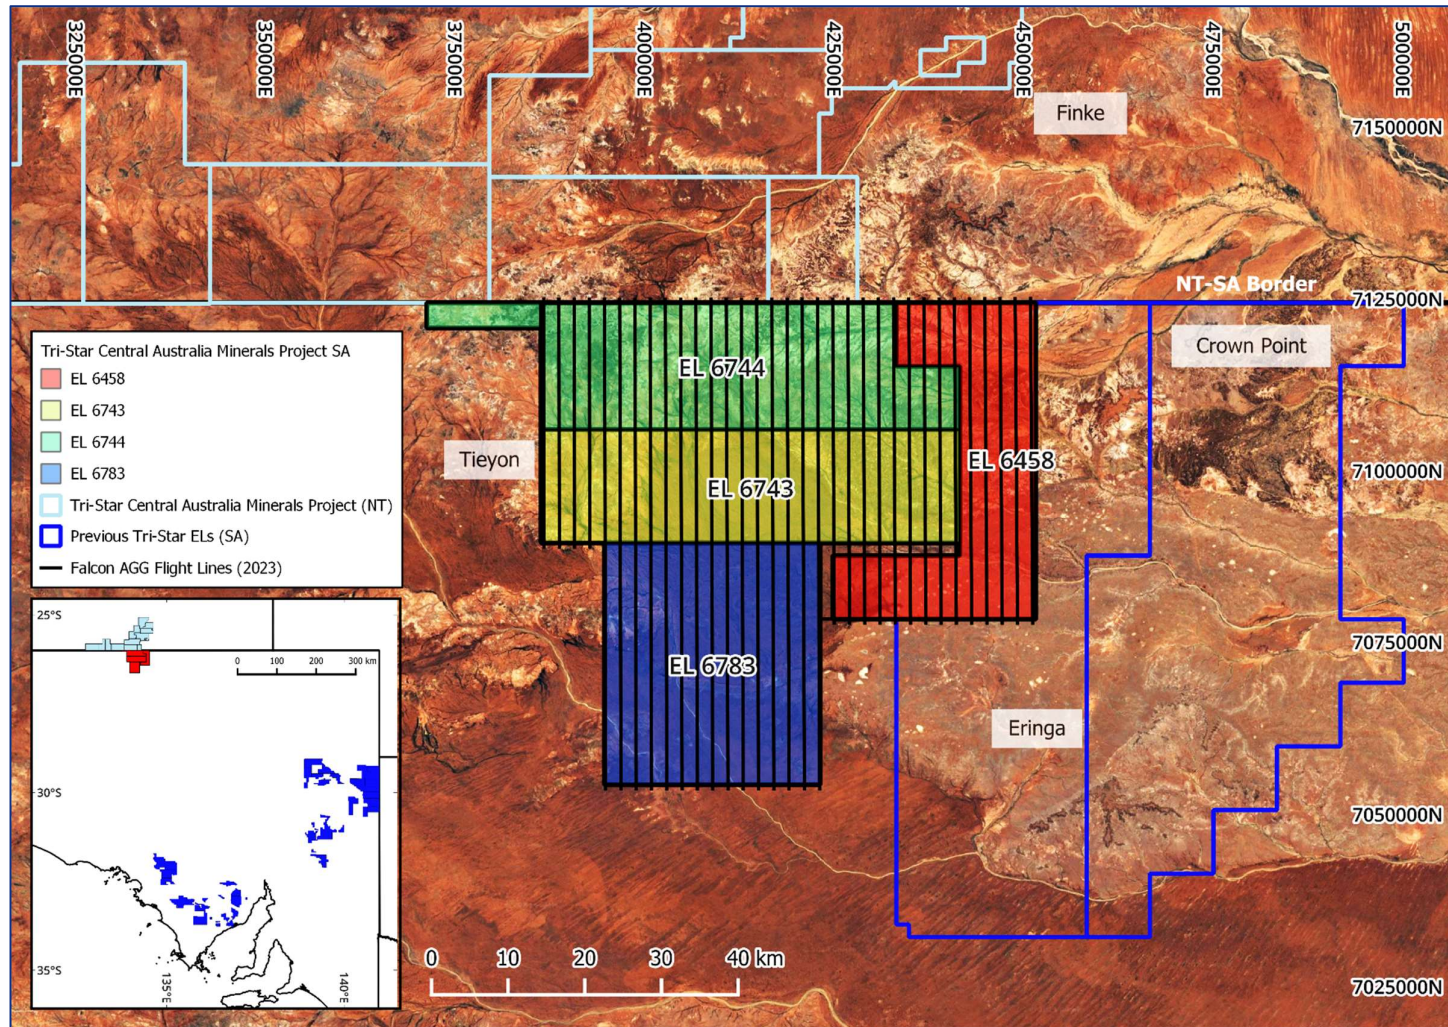 325000E
350000E
375000E
400000E
425000E
450000E
475000E
500000E
Finke
7150000N
NT-SA Border
7125000N
Crown Point
EL 6744
Tieyon
EL 6458
7100000N
EL 6743
EL 6783
7075000N
Eringa
7050000N
7025000N
Tri-Star Central Australia Minerals Project SA
EL 6458
EL 6743
EL 6744
EL 6783
Tri-Star Central Australia Minerals Project (NT)
Previous Tri-Star ELs (SA)
Falcon AGG Flight Lines (2023)
25°S
0 100 200 300 km
30°S
35°S
135°E
140°E
0 10 20 30 40 km